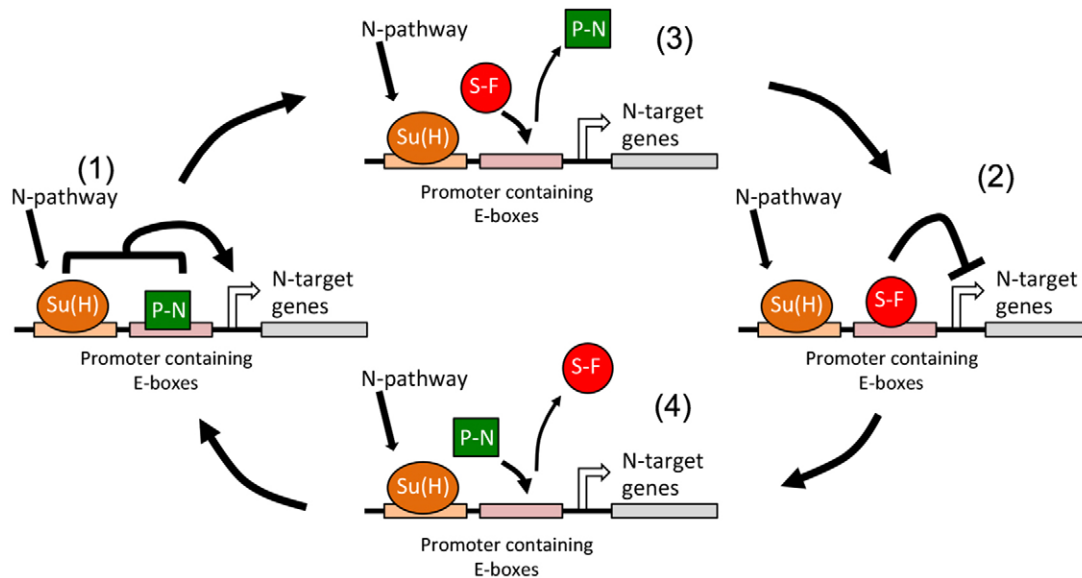 N-pathway
P-N
(3)
S-F
Su(H)
N-target
genes
Promoter containing
E-boxes
(1)
N-pathway
Su(H)
P-N
N-target
genes
Promoter containing
E-boxes
(2)
N-pathway
Su(H)
S-F
N-target
genes
Promoter containing
E-boxes
N-pathway
S-F
(4)
P-N
Su(H)
N-target
genes
Promoter containing
E-boxes